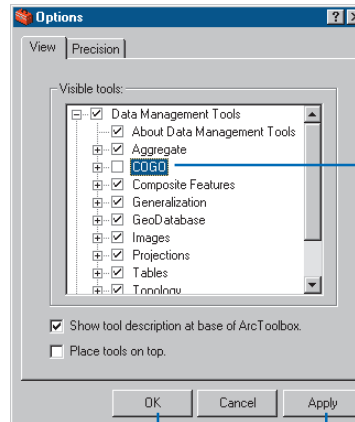 Options
View
Precision
Visible tools:
Data Management Tools
About Data Management Tools
Aggregate
COGO
Composite Features
Generalization
GeoDatabase
Images
Projections
Tables
Topology
Show tool description at base of ArcToolbox.
Place tools on top.
OK
Cancel
Apply